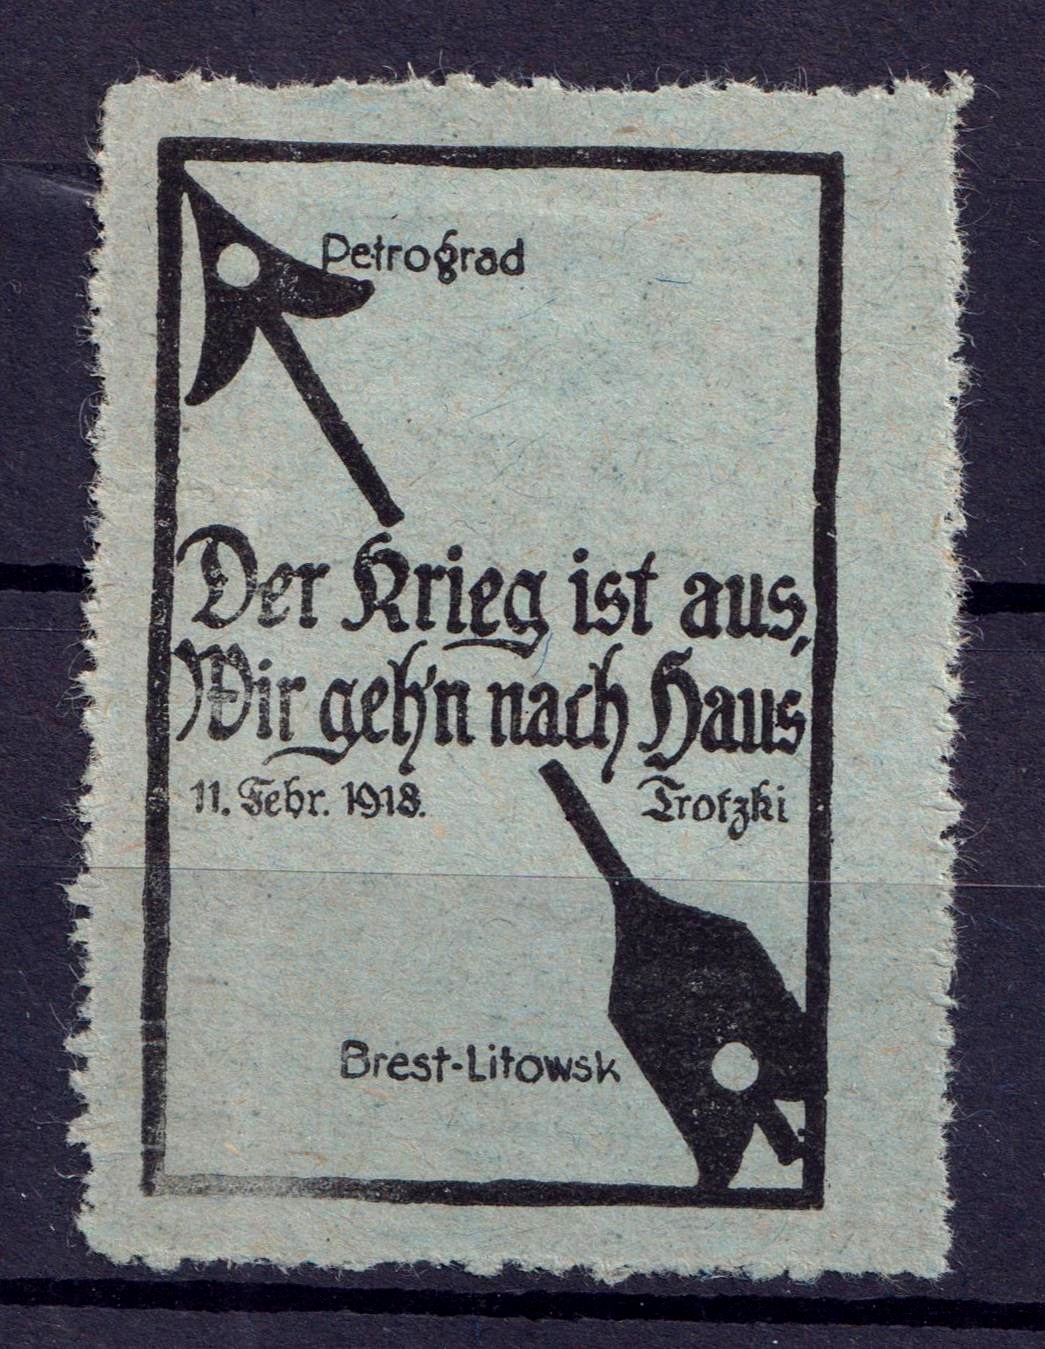 Petrograd
Der Krieg ist aus,
Wir geh'n nach Haus
11. Febr. 1918. Trotzki
Brest-Litowsk